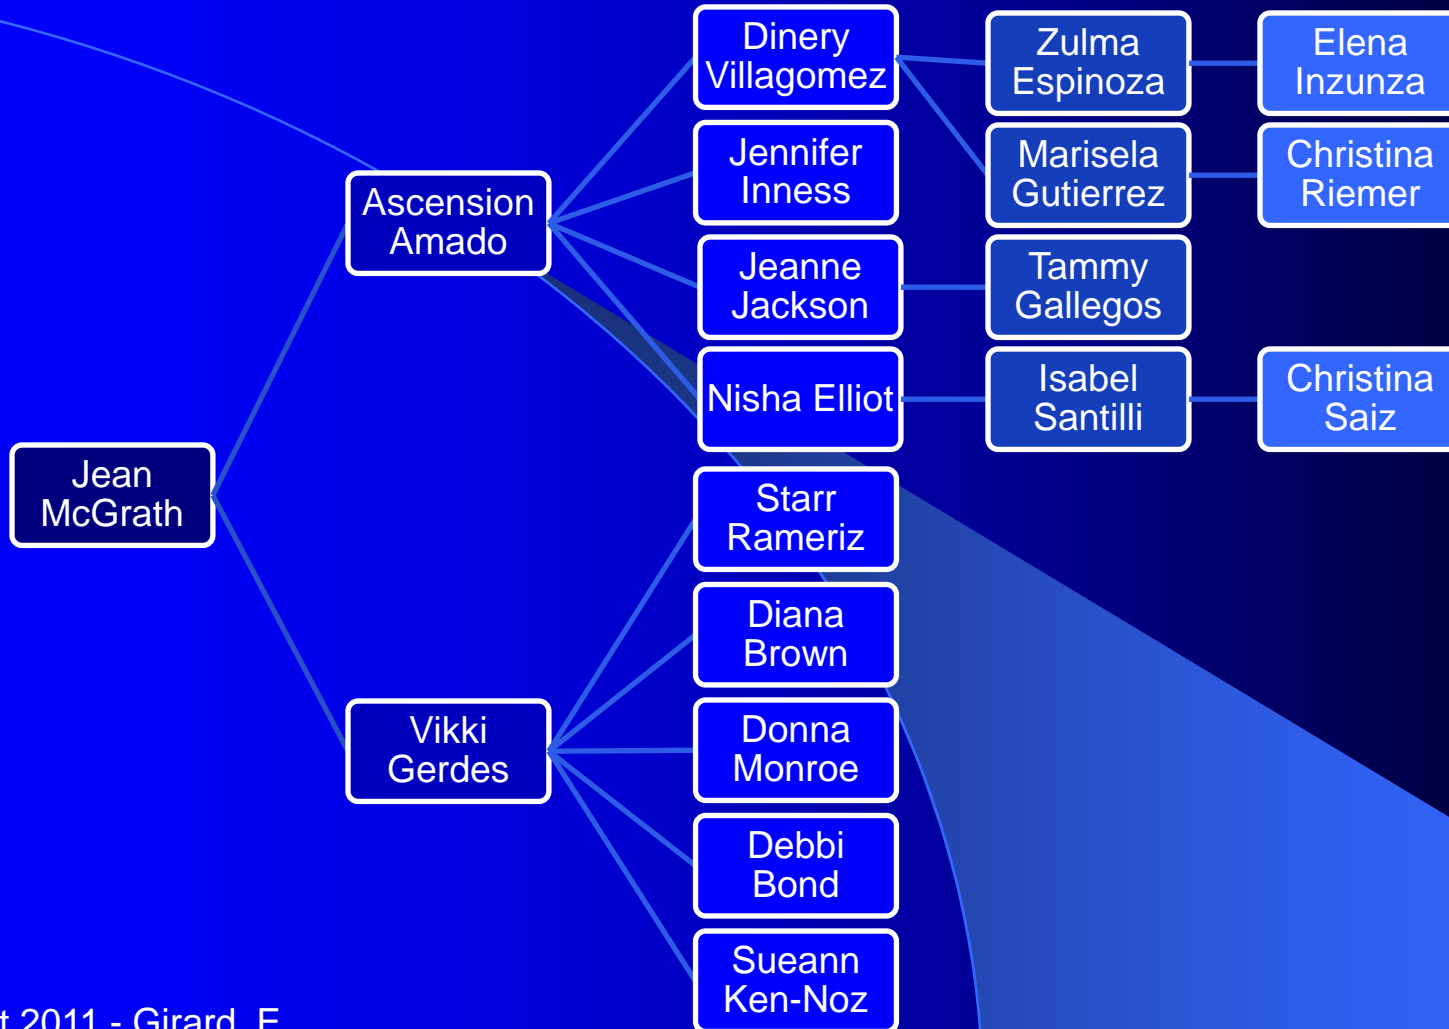 Jean
McGrath
Ascension
Amado
Dinery
Villagomez
Zulma
Espinoza
Elena
Inzunza
Marisela
Gutierrez
Christina
Riemer
Jennifer
Inness
Jeanne
Jackson
Tammy
Gallegos
Nisha Elliot
Isabel
Santilli
Christina
Saiz
Vikki
Gerdes
Starr
Rameriz
Diana
Brown
Donna
Monroe
Debbi
Bond
Sueann
Ken-Noz
2011 - Girard, E.